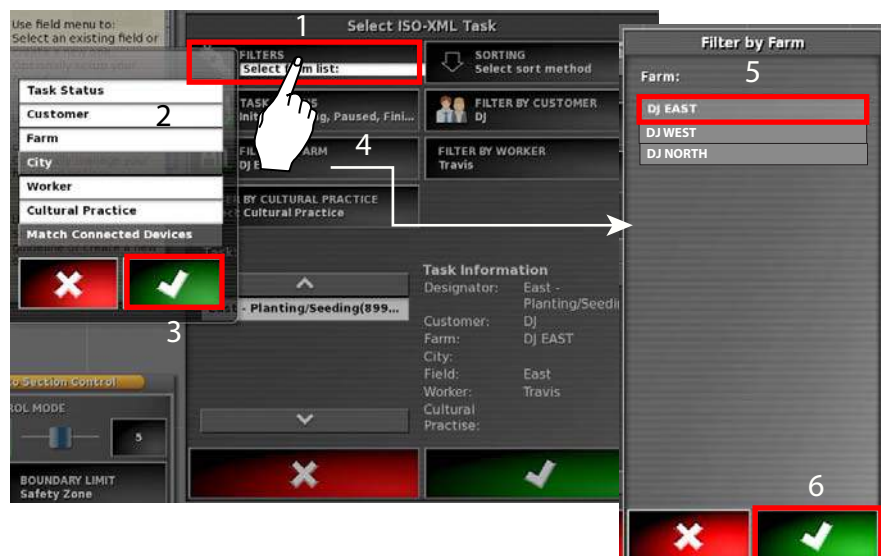 Use field menu to:
Select an existing field or
1
Select ISO-XML Task
FILTERS
Select list:
SORTING
Select sort method
Paused, Fini...
FILTER BY CUSTOMER
DJ
4
FILTER BY WORKER
Travis
BY CULTURAL PRACTICE
Cultural Practice
Task Status
Customer
2
Farm
City
Worker
Cultural Practice
Match Connected Devices
3
Task:
- Planting/Seeding(899...
Task Information
Designator: East -
Planting/Seedi
Customer: DJ
Farm: DJ EAST
City:
Field: East
Worker: Travis
Cultural
Practise:
Section Control
MODE
5
BOUNDARY LIMIT
Safety Zone
Filter by Farm
Farm:
5
DJ EAST
DJ WEST
DJ NORTH
6